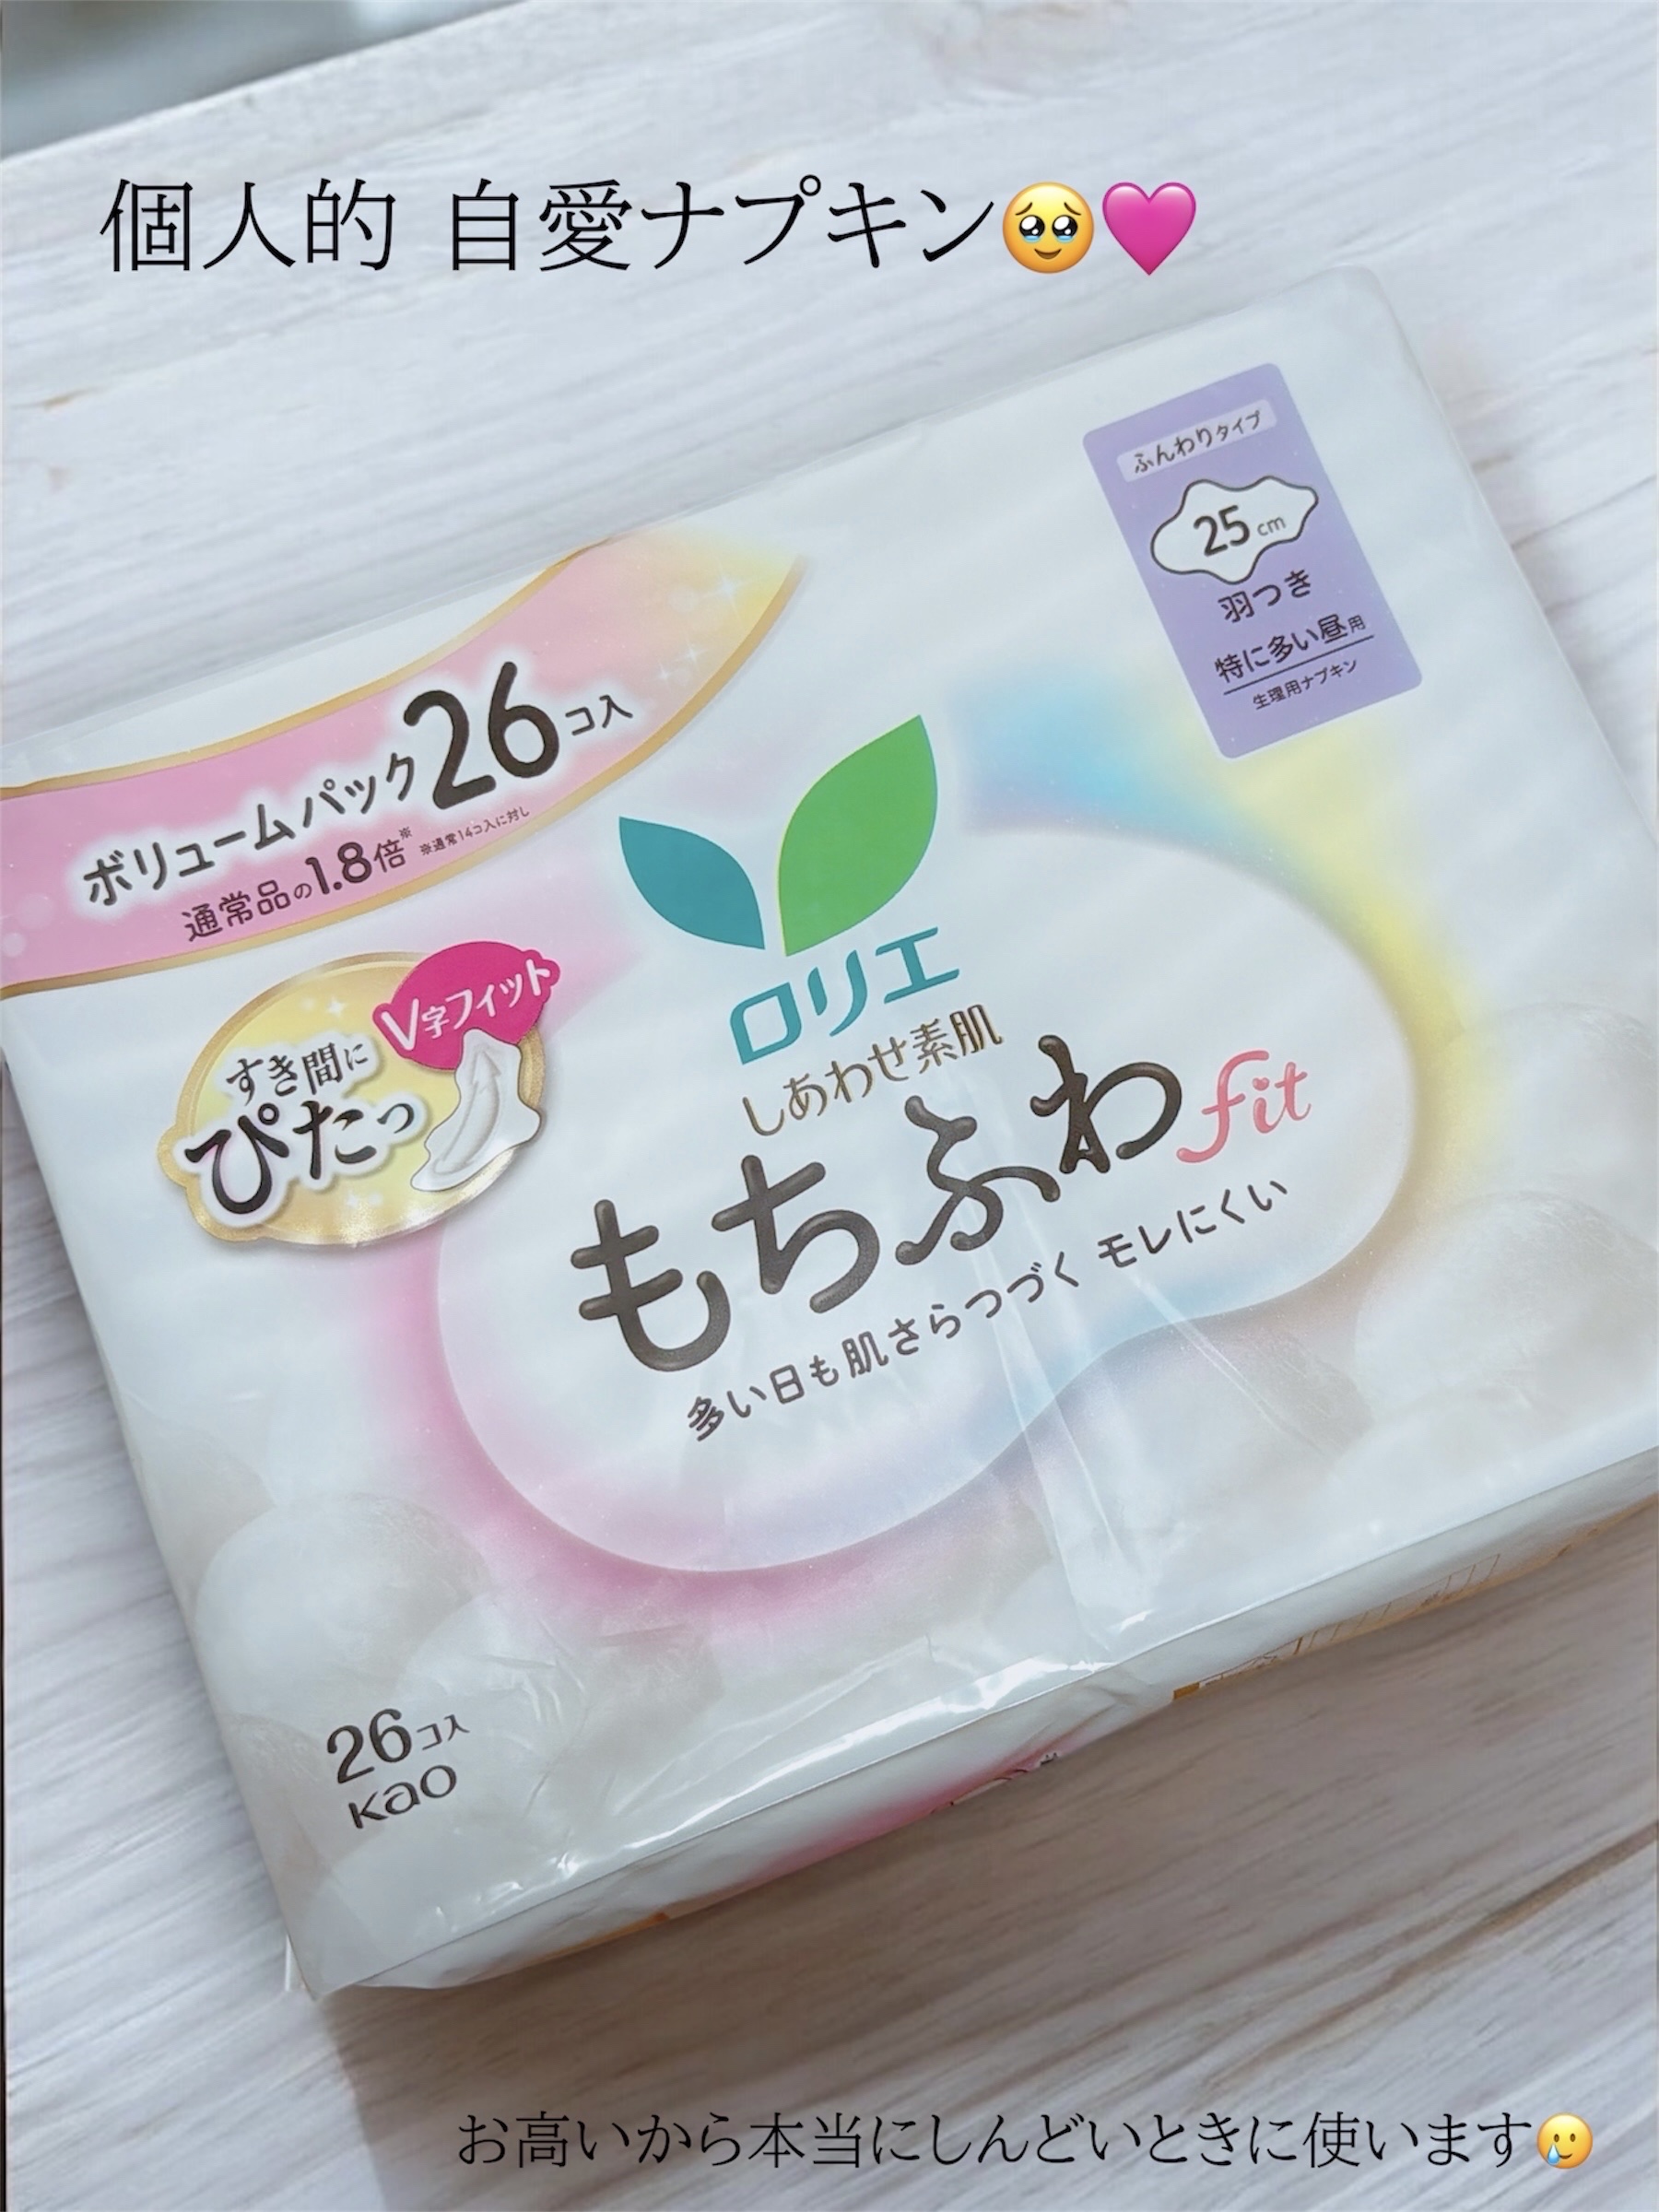 個人的 自愛ナプキン🥹🩷
ふんわりタイプ
25cm
羽つき
特に多い昼用
生理用ナプキン
ボリュームパック26コ入
通常品の1.8倍※ ※通常14コ入に対し
V字フィット
すき間に
ぴたっ
ロリエ
しあわせ素肌
もちふわfit
多い日も肌さらつづく モレにくい
26コ入
kao
お高いから本当にしんどいときに使います🥲